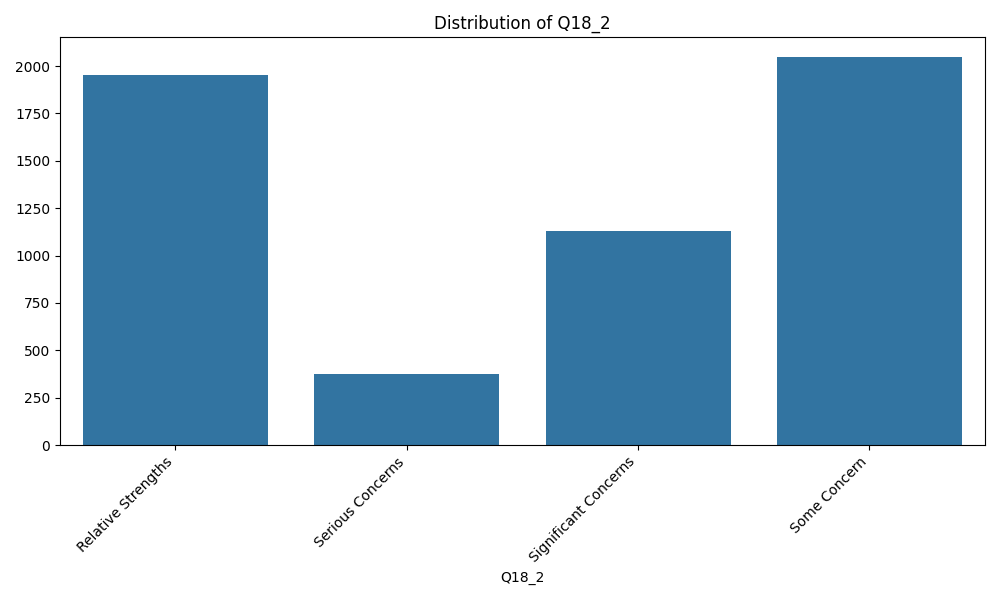 Distribution of Q18_2
2000
1750
1500
1250
1000
750
500
250
0
Relative Strengths
Serious Concerns
Significant Concerns
Some Concern
Q18_2